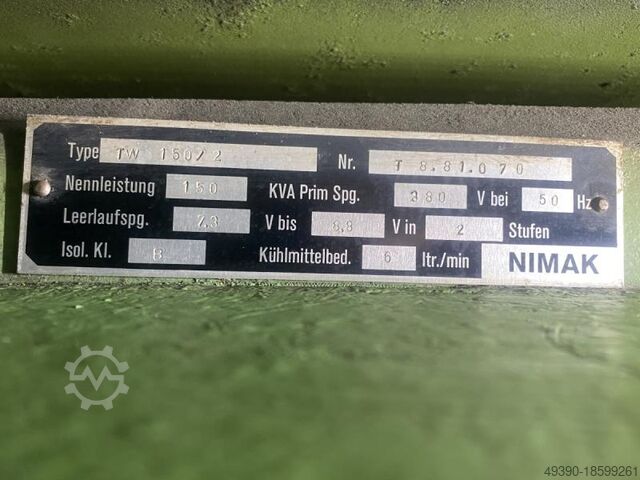 Type TW 150/2 Nr. T 8.81.070
Nennleistung 150 KVA Prim Spg. 380 V bei 50 Hz
Leerlaufspg. 7,3 V bis 8,8 V in 2 Stufen
Isol. Kl. B Kühlmittelbed. 6 ltr./min NIMAK
49390-18599261